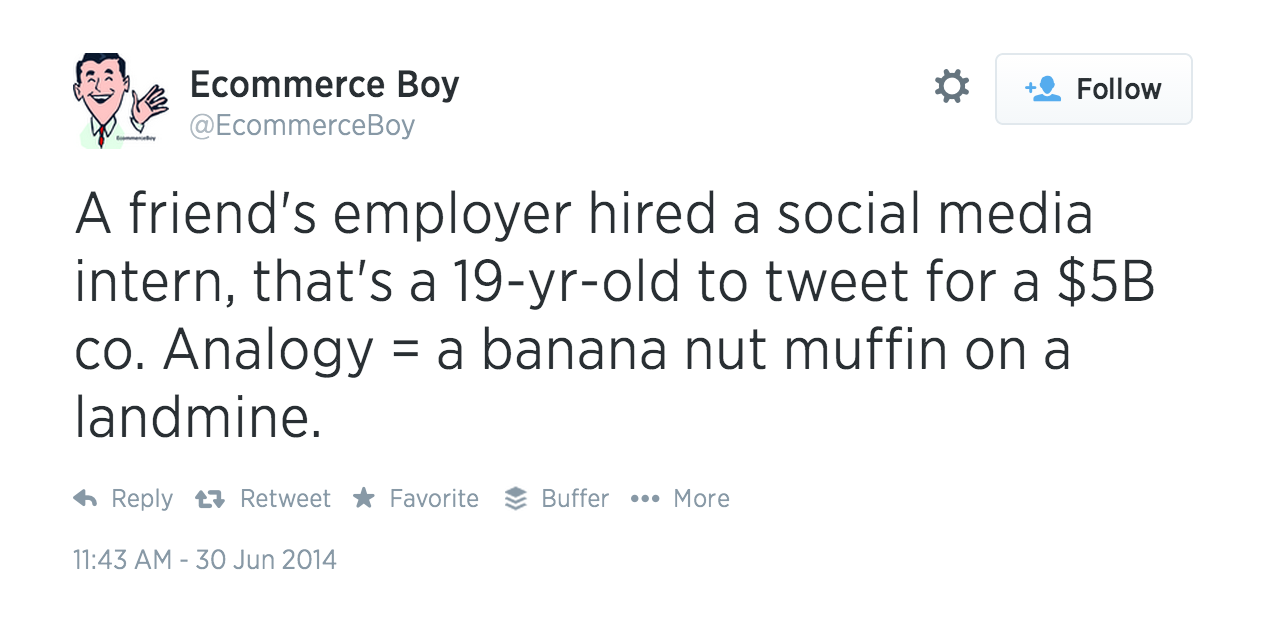 Ecommerce Boy
@EcommerceBoy
EcommerceBoy
Follow
A friend's employer hired a social media
intern, that's a 19-yr-old to tweet for a $5B
co. Analogy = a banana nut muffin on a
landmine.
Reply Retweet Favorite Buffer More
11:43 AM - 30 Jun 2014